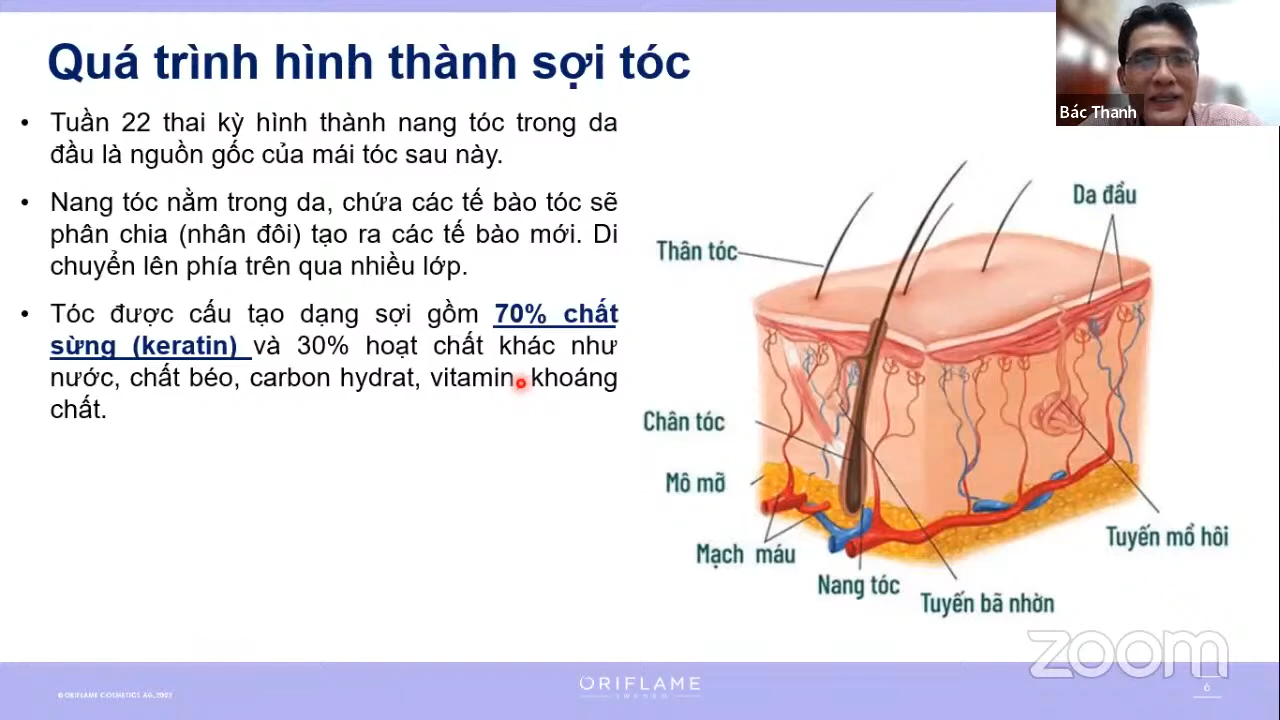 Quá trình hình thành sợi tóc
• Tuần 22 thai kỳ hình thành nang tóc trong da
đầu là nguồn gốc của mái tóc sau này.
• Nang tóc nằm trong da, chứa các tế bào tóc sẽ
phân chia (nhân đôi) tạo ra các tế bào mới. Di
chuyển lên phía trên qua nhiều lớp.
• Tóc được cấu tạo dạng sợi gồm 70% chất
sừng (keratin) và 30% hoạt chất khác như
nước, chất béo, carbon hydrat, vitamin khoáng
chất.
Bác Thanh
Da đầu
Thân tóc
Chân tóc
Mô mỡ
Mạch máu
Nang tóc
Tuyến bã nhờn
Tuyến mổ hôi
zoom
©ORIFLAME COSMETICS AG,
ORIFLAME
SWEDEN
6